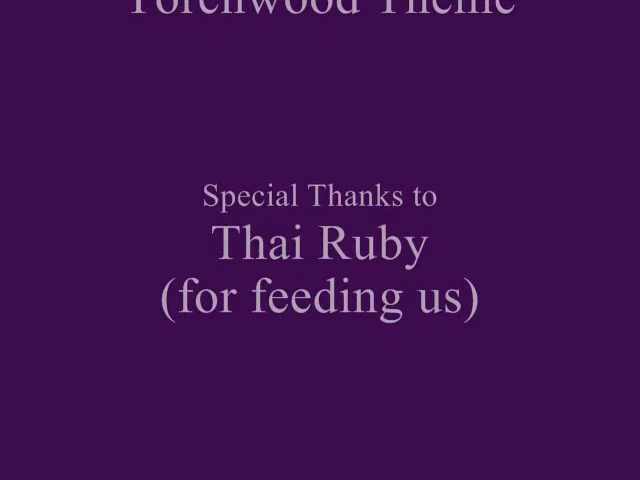 Torchwood Theme
Special Thanks to
Thai Ruby
(for feeding us)